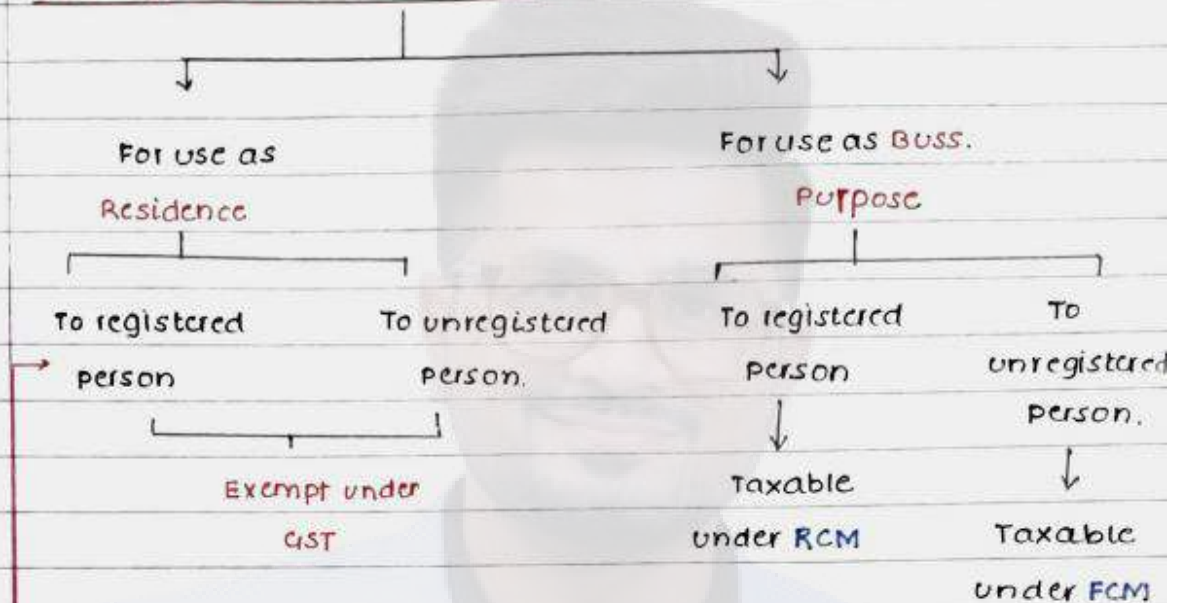 For use as
Residence
For use as Buss.
Purpose
To registered
person
To unregistered
person.
Exempt under
GST
To registered
person
Taxable
under RCM
To
unregistered
person.
Taxable
under FCM